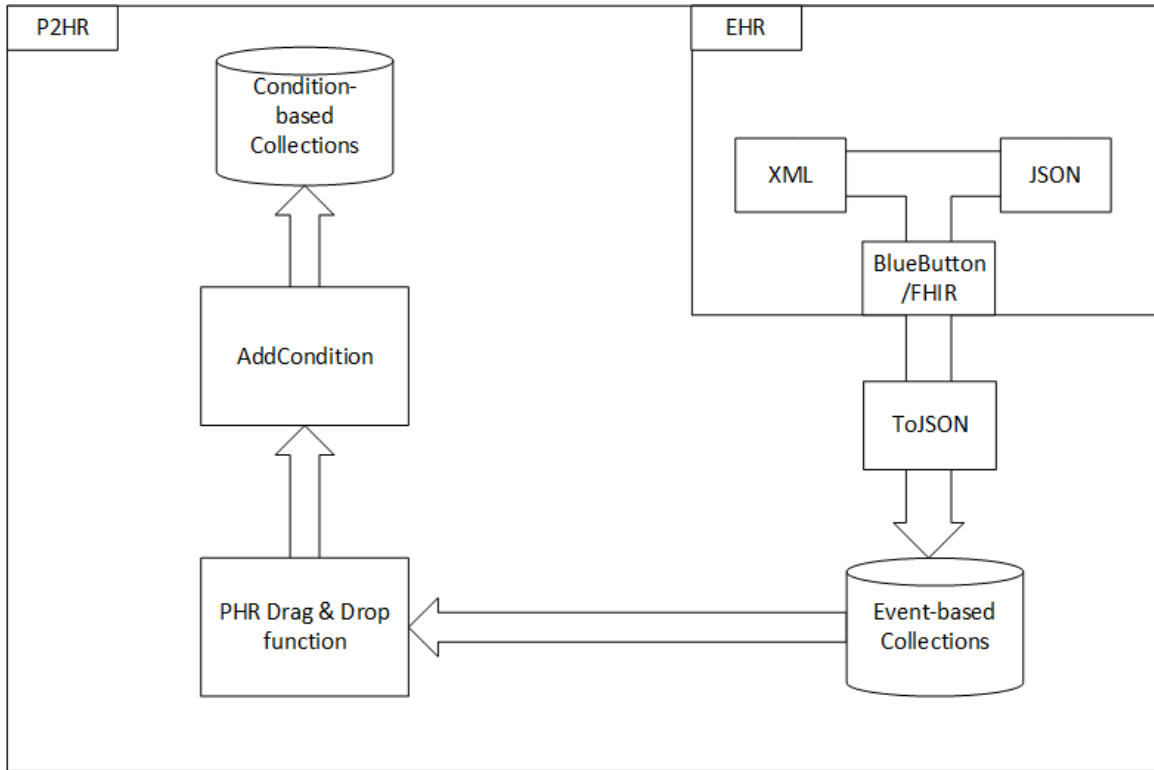 P2HR
EHR
Condition-
based
Collections
XML
JSON
BlueButton
/FHIR
AddCondition
ToJSON
PHR Drag & Drop
function
Event-based
Collections